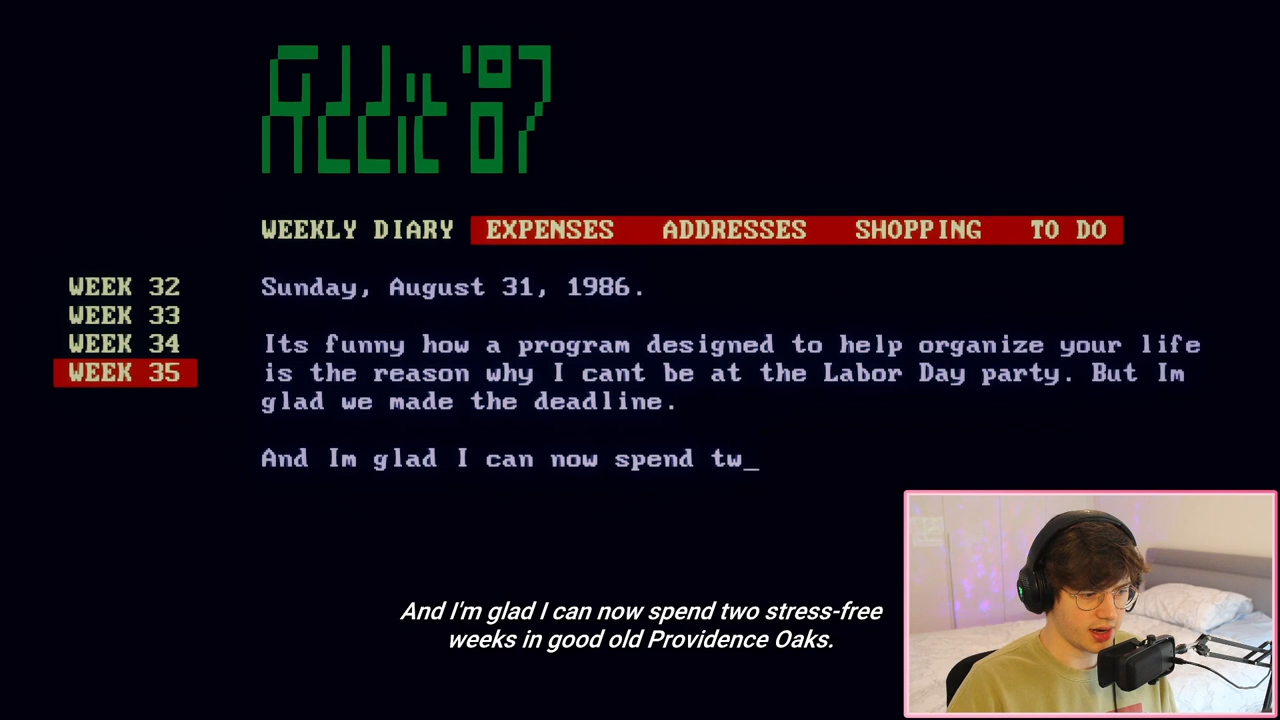 Addit '87
WEEKLY DIARY EXPENSES ADDRESSES SHOPPING TO DO
WEEK 32
WEEK 33
WEEK 34
WEEK 35
Sunday, August 31, 1986.
Its funny how a program designed to help organize your life
is the reason why I cant be at the Labor Day party. But Im
glad we made the deadline.
And Im glad I can now spend tw_
And I'm glad I can now spend two stress-free
weeks in good old Providence Oaks.